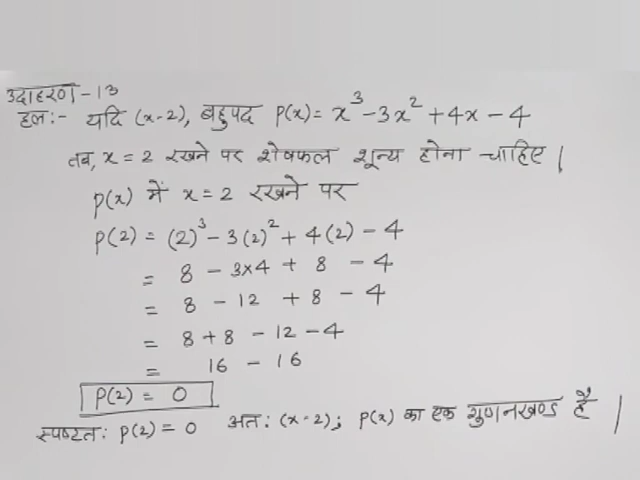 उदाहरण-13
हल:- यदि (x-2), बहुपद P(x) = x³ - 3x² + 4x - 4
तब, x = 2 रखने पर शेषफल शून्य होना चाहिए |
P(x) में x = 2 रखने पर
P(2) = (2)³ - 3(2)² + 4(2) - 4
= 8 - 3×4 + 8 - 4
= 8 - 12 + 8 - 4
= 8 + 8 - 12 - 4
= 16 - 16
P(2) = 0
स्पष्टत: P(2) = 0 अत: (x-2); P(x) का एक गुणनखण्ड है |